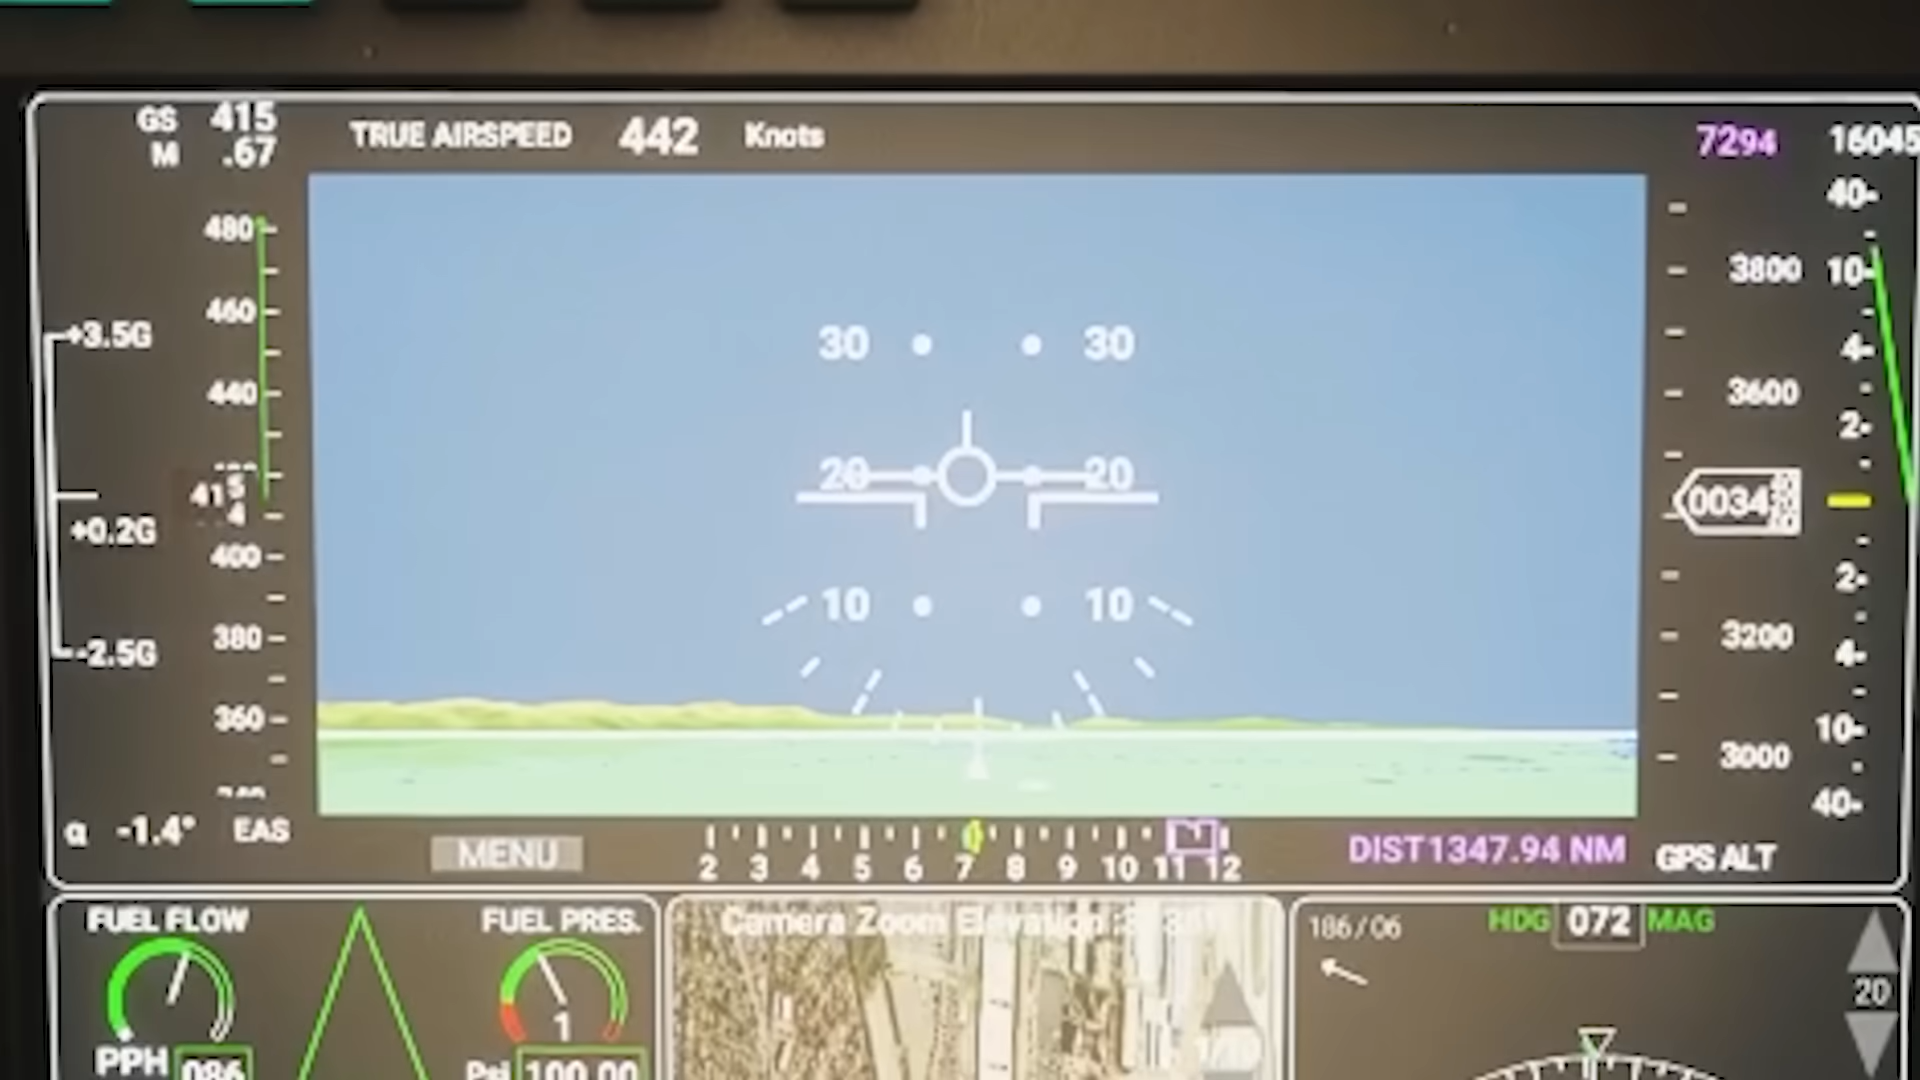 GS 415
M .67
TRUE AIRSPEED 442 Knots
7294 16045
480
460
440
415
4
400
380
360
+3.5G
+0.2G
-2.5G
α -1.4° EAS
30 30
20 20
10 10
3800
3600
0034
3200
3000
40
10
4
2
2
4
10
40
MENU
2 3 4 5 6 7 8 9 10 11 12
DIST 1347.94 NM
GPS ALT
FUEL FLOW
FUEL PRES.
1
PPH 086
Psi 100.00
Camera Zoom Elevation
186/06
HDG 072 MAG
20